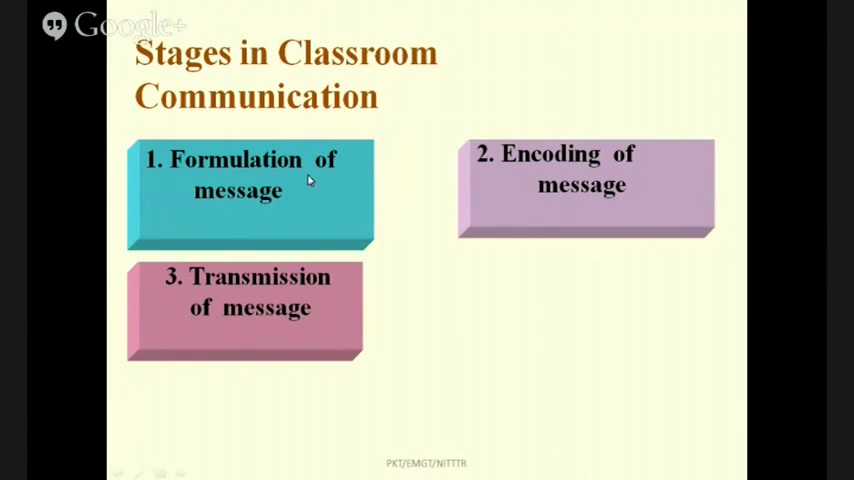 Google+
Stages in Classroom
Communication
1. Formulation of
message
2. Encoding of
message
3. Transmission
of message
PKT/EMGT/NITTTR